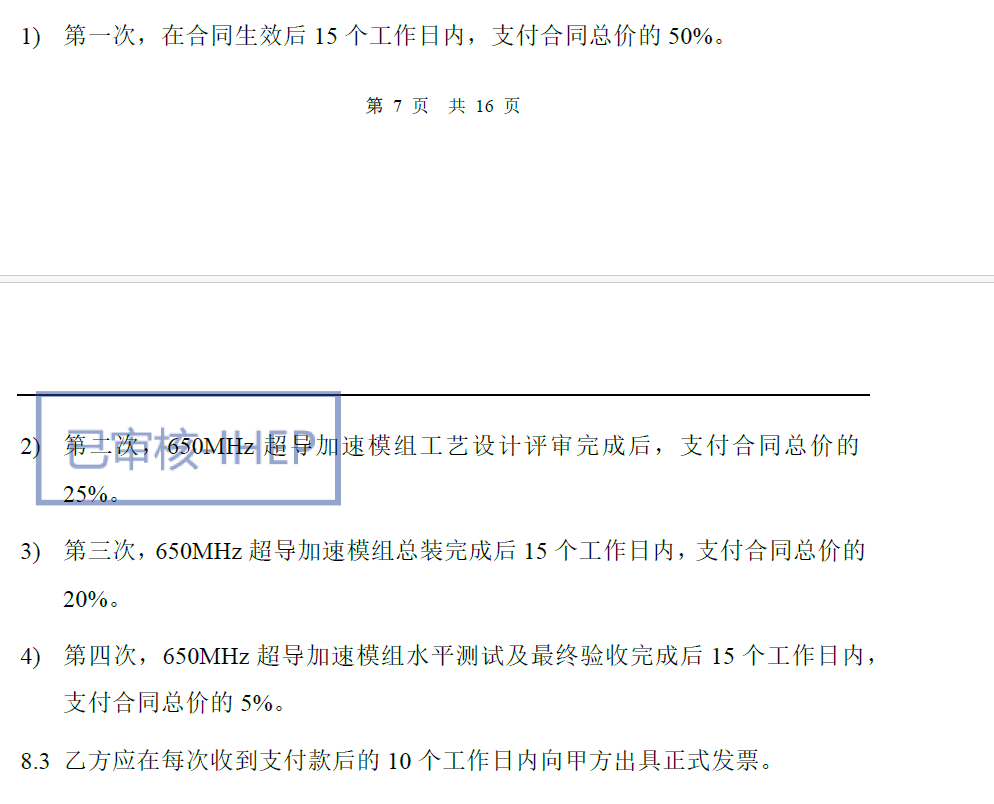 1) 第一次，在合同生效后 15 个工作日内，支付合同总价的 50%。
第 7 页 共 16 页
已审核-IHEP
2) 第二次，650MHz 超导加速模组工艺设计评审完成后，支付合同总价的
25%。
3) 第三次，650MHz 超导加速模组总装完成后 15 个工作日内，支付合同总价的
20%。
4) 第四次，650MHz 超导加速模组水平测试及最终验收完成后 15 个工作日内，
支付合同总价的 5%。
8.3 乙方应在每次收到支付款后的 10 个工作日内向甲方出具正式发票。